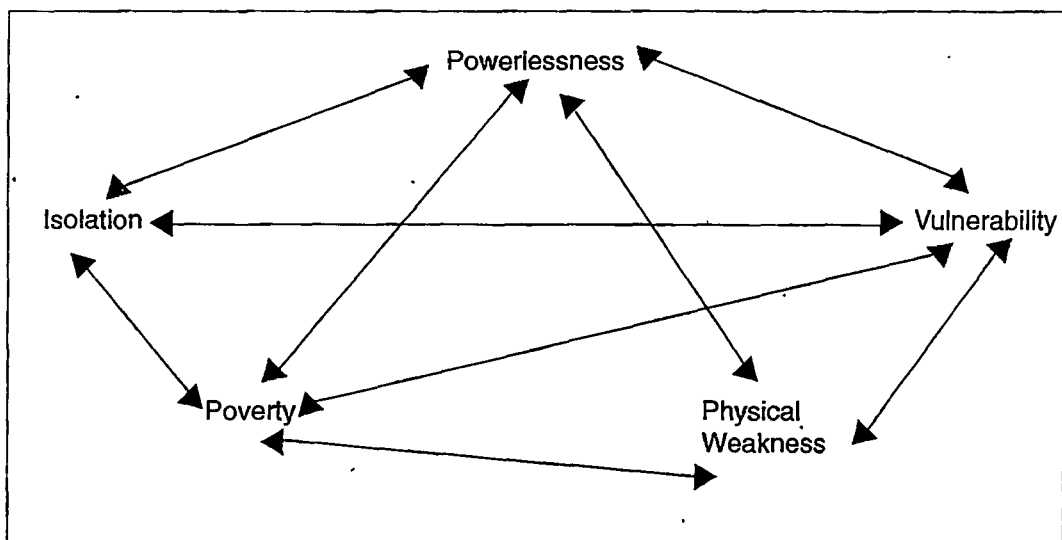 Powerlessness
Isolation
Vulnerability
Poverty
Physical
Weakness